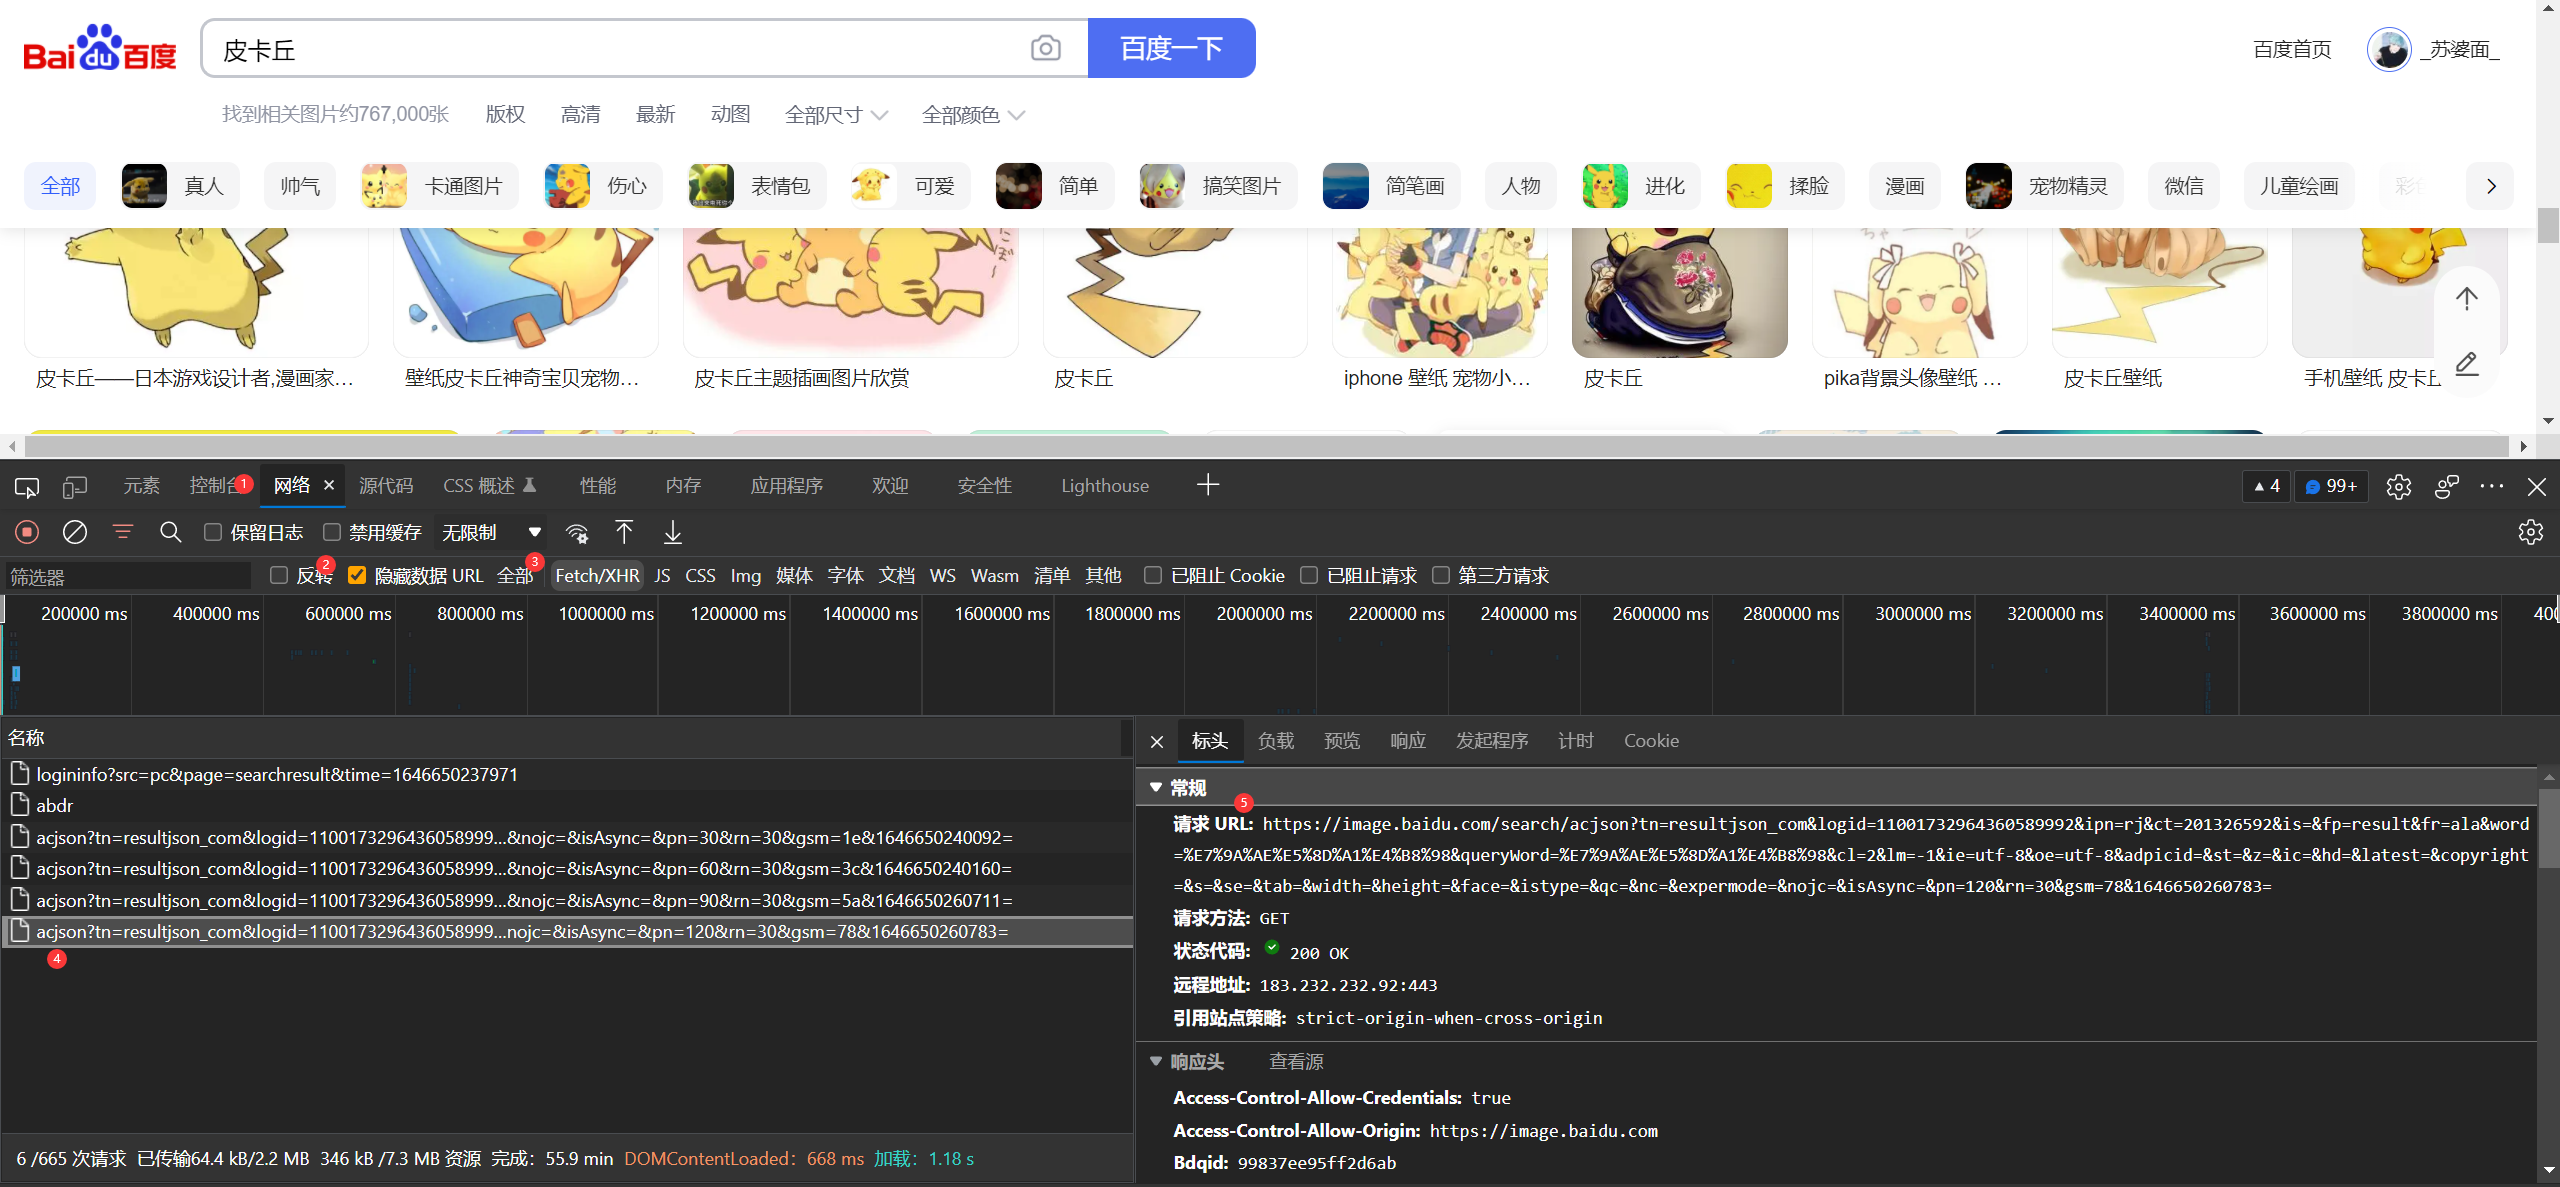 Bai du 百度
皮卡丘
百度一下
百度首页
_苏婆面_
找到相关图片约767,000张 版权 高清 最新 动图 全部尺寸 全部颜色
全部 真人 帅气 卡通图片 伤心 表情包 可爱 简单 搞笑图片 简笔画 人物 进化 揉脸 漫画 宠物精灵 微信 儿童绘画
皮卡丘——日本游戏设计者,漫画家... 壁纸皮卡丘神奇宝贝宠物... 皮卡丘主题插画图片欣赏 皮卡丘 iphone 壁纸 宠物小... 皮卡丘 pika背景头像壁纸 ... 皮卡丘壁纸 手机壁纸 皮卡丘
元素 控制台 1 网络 × 源代码 CSS 概述 性能 内存 应用程序 欢迎 安全性 Lighthouse + ▲ 4 99+
保留日志 禁用缓存 无限制
筛选器 反转 2 隐藏数据 URL 全部 3 Fetch/XHR JS CSS Img 媒体 字体 文档 WS Wasm 清单 其他 已阻止 Cookie 已阻止请求 第三方请求
200000 ms 400000 ms 600000 ms 800000 ms 1000000 ms 1200000 ms 1400000 ms 1600000 ms 1800000 ms 2000000 ms 2200000 ms 2400000 ms 2600000 ms 2800000 ms 3000000 ms 3200000 ms 3400000 ms 3600000 ms 3800000 ms 400
名称
logininfo?src=pc&page=searchresult&time=1646650237971
abdr
acjson?tn=resultjson_com&logid=1100173296436058999...&nojc=&isAsync=&pn=30&rn=30&gsm=1e&1646650240092=
acjson?tn=resultjson_com&logid=1100173296436058999...&nojc=&isAsync=&pn=60&rn=30&gsm=3c&1646650240160=
acjson?tn=resultjson_com&logid=1100173296436058999...&nojc=&isAsync=&pn=90&rn=30&gsm=5a&1646650260711=
acjson?tn=resultjson_com&logid=1100173296436058999...nojc=&isAsync=&pn=120&rn=30&gsm=78&1646650260783=
4
6 /665 次请求 已传输64.4 kB/2.2 MB 346 kB /7.3 MB 资源 完成：55.9 min DOMContentLoaded：668 ms 加载：1.18 s
× 标头 负载 预览 响应 发起程序 计时 Cookie
常规
5
请求 URL: https://image.baidu.com/search/acjson?tn=resultjson_com&logid=11001732964360589992&ipn=rj&ct=201326592&is=&fp=result&fr=ala&word
=%E7%9A%AE%E5%8D%A1%E4%B8%98&queryWord=%E7%9A%AE%E5%8D%A1%E4%B8%98&cl=2&lm=-1&ie=utf-8&oe=utf-8&adpicid=&st=&z=&ic=&hd=&latest=&copyright
=&s=&se=&tab=&width=&height=&face=&istype=&qc=&nc=&expermode=&nojc=&isAsync=&pn=120&rn=30&gsm=78&1646650260783=
请求方法: GET
状态代码: 200 OK
远程地址: 183.232.232.92:443
引用站点策略: strict-origin-when-cross-origin
响应头 查看源
Access-Control-Allow-Credentials: true
Access-Control-Allow-Origin: https://image.baidu.com
Bdqid: 99837ee95ff2d6ab